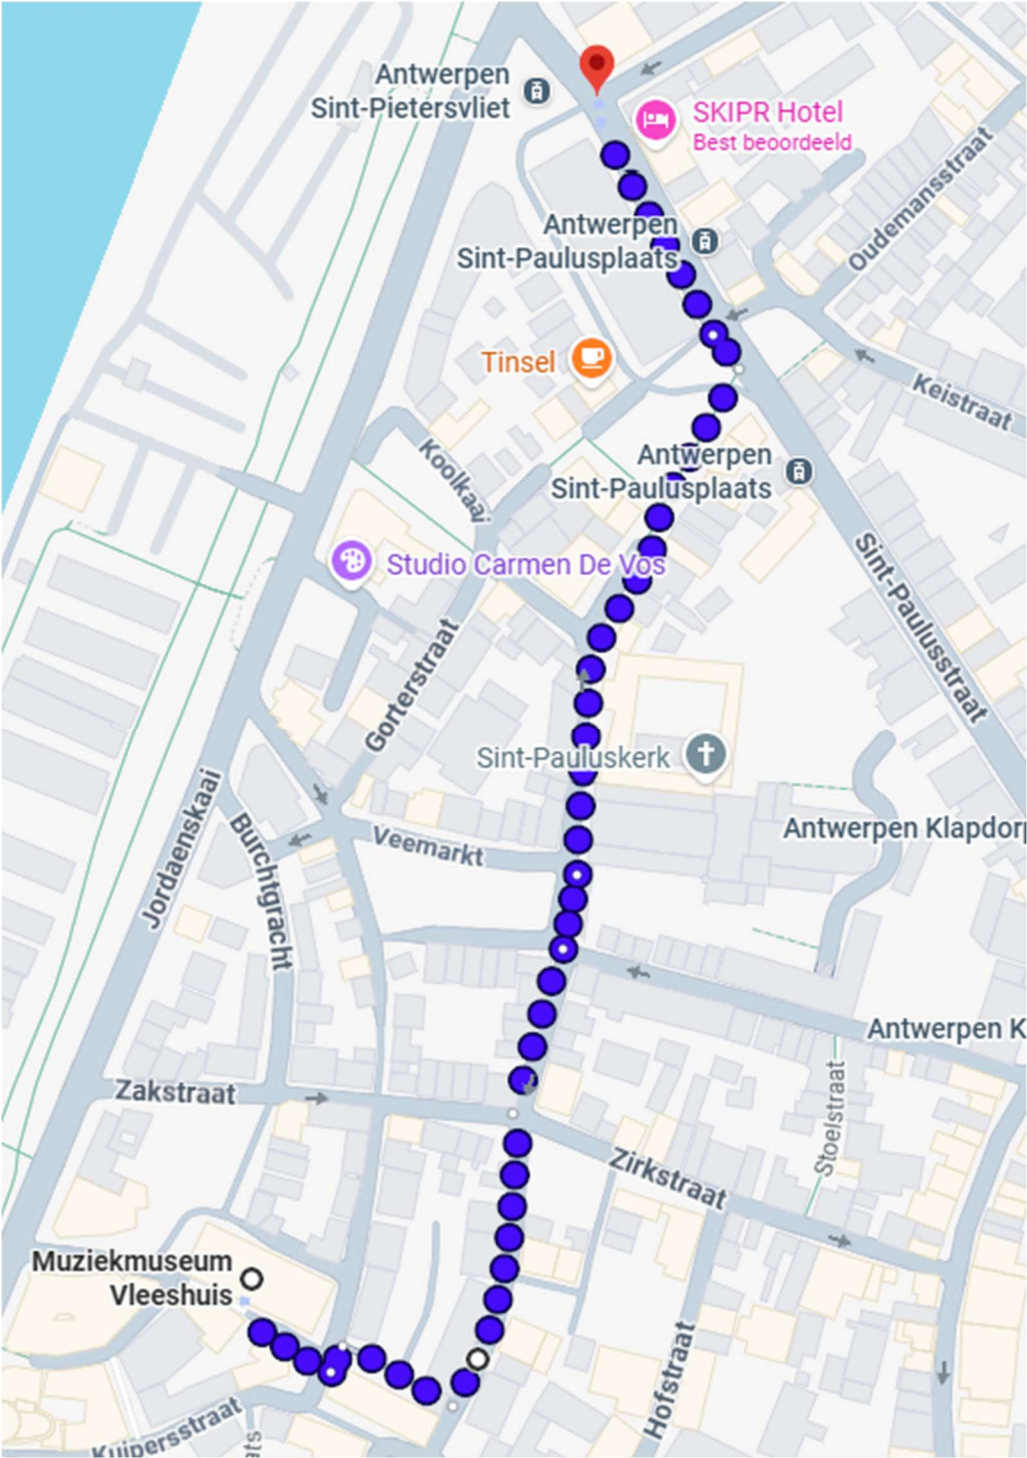 Antwerpen
Sint-Pietersvliet
SKIPR Hotel
Best beoordeeld
Oudemansstraat
Antwerpen
Sint-Paulusplaats
Tinsel
Keistraat
Koolkaai
Antwerpen
Sint-Paulusplaats
Studio Carmen De Vos
Sint-Paulusstraat
Gorterstraat
Sint-Pauluskerk
Jordaenskaai
Burchtgracht
Veemarkt
Antwerpen Klapdorp
Antwerpen K
Zakstraat
Stoelstraat
Zirkstraat
Muziekmuseum
Vleeshuis
Hofstraat
Kuipersstraat
ats